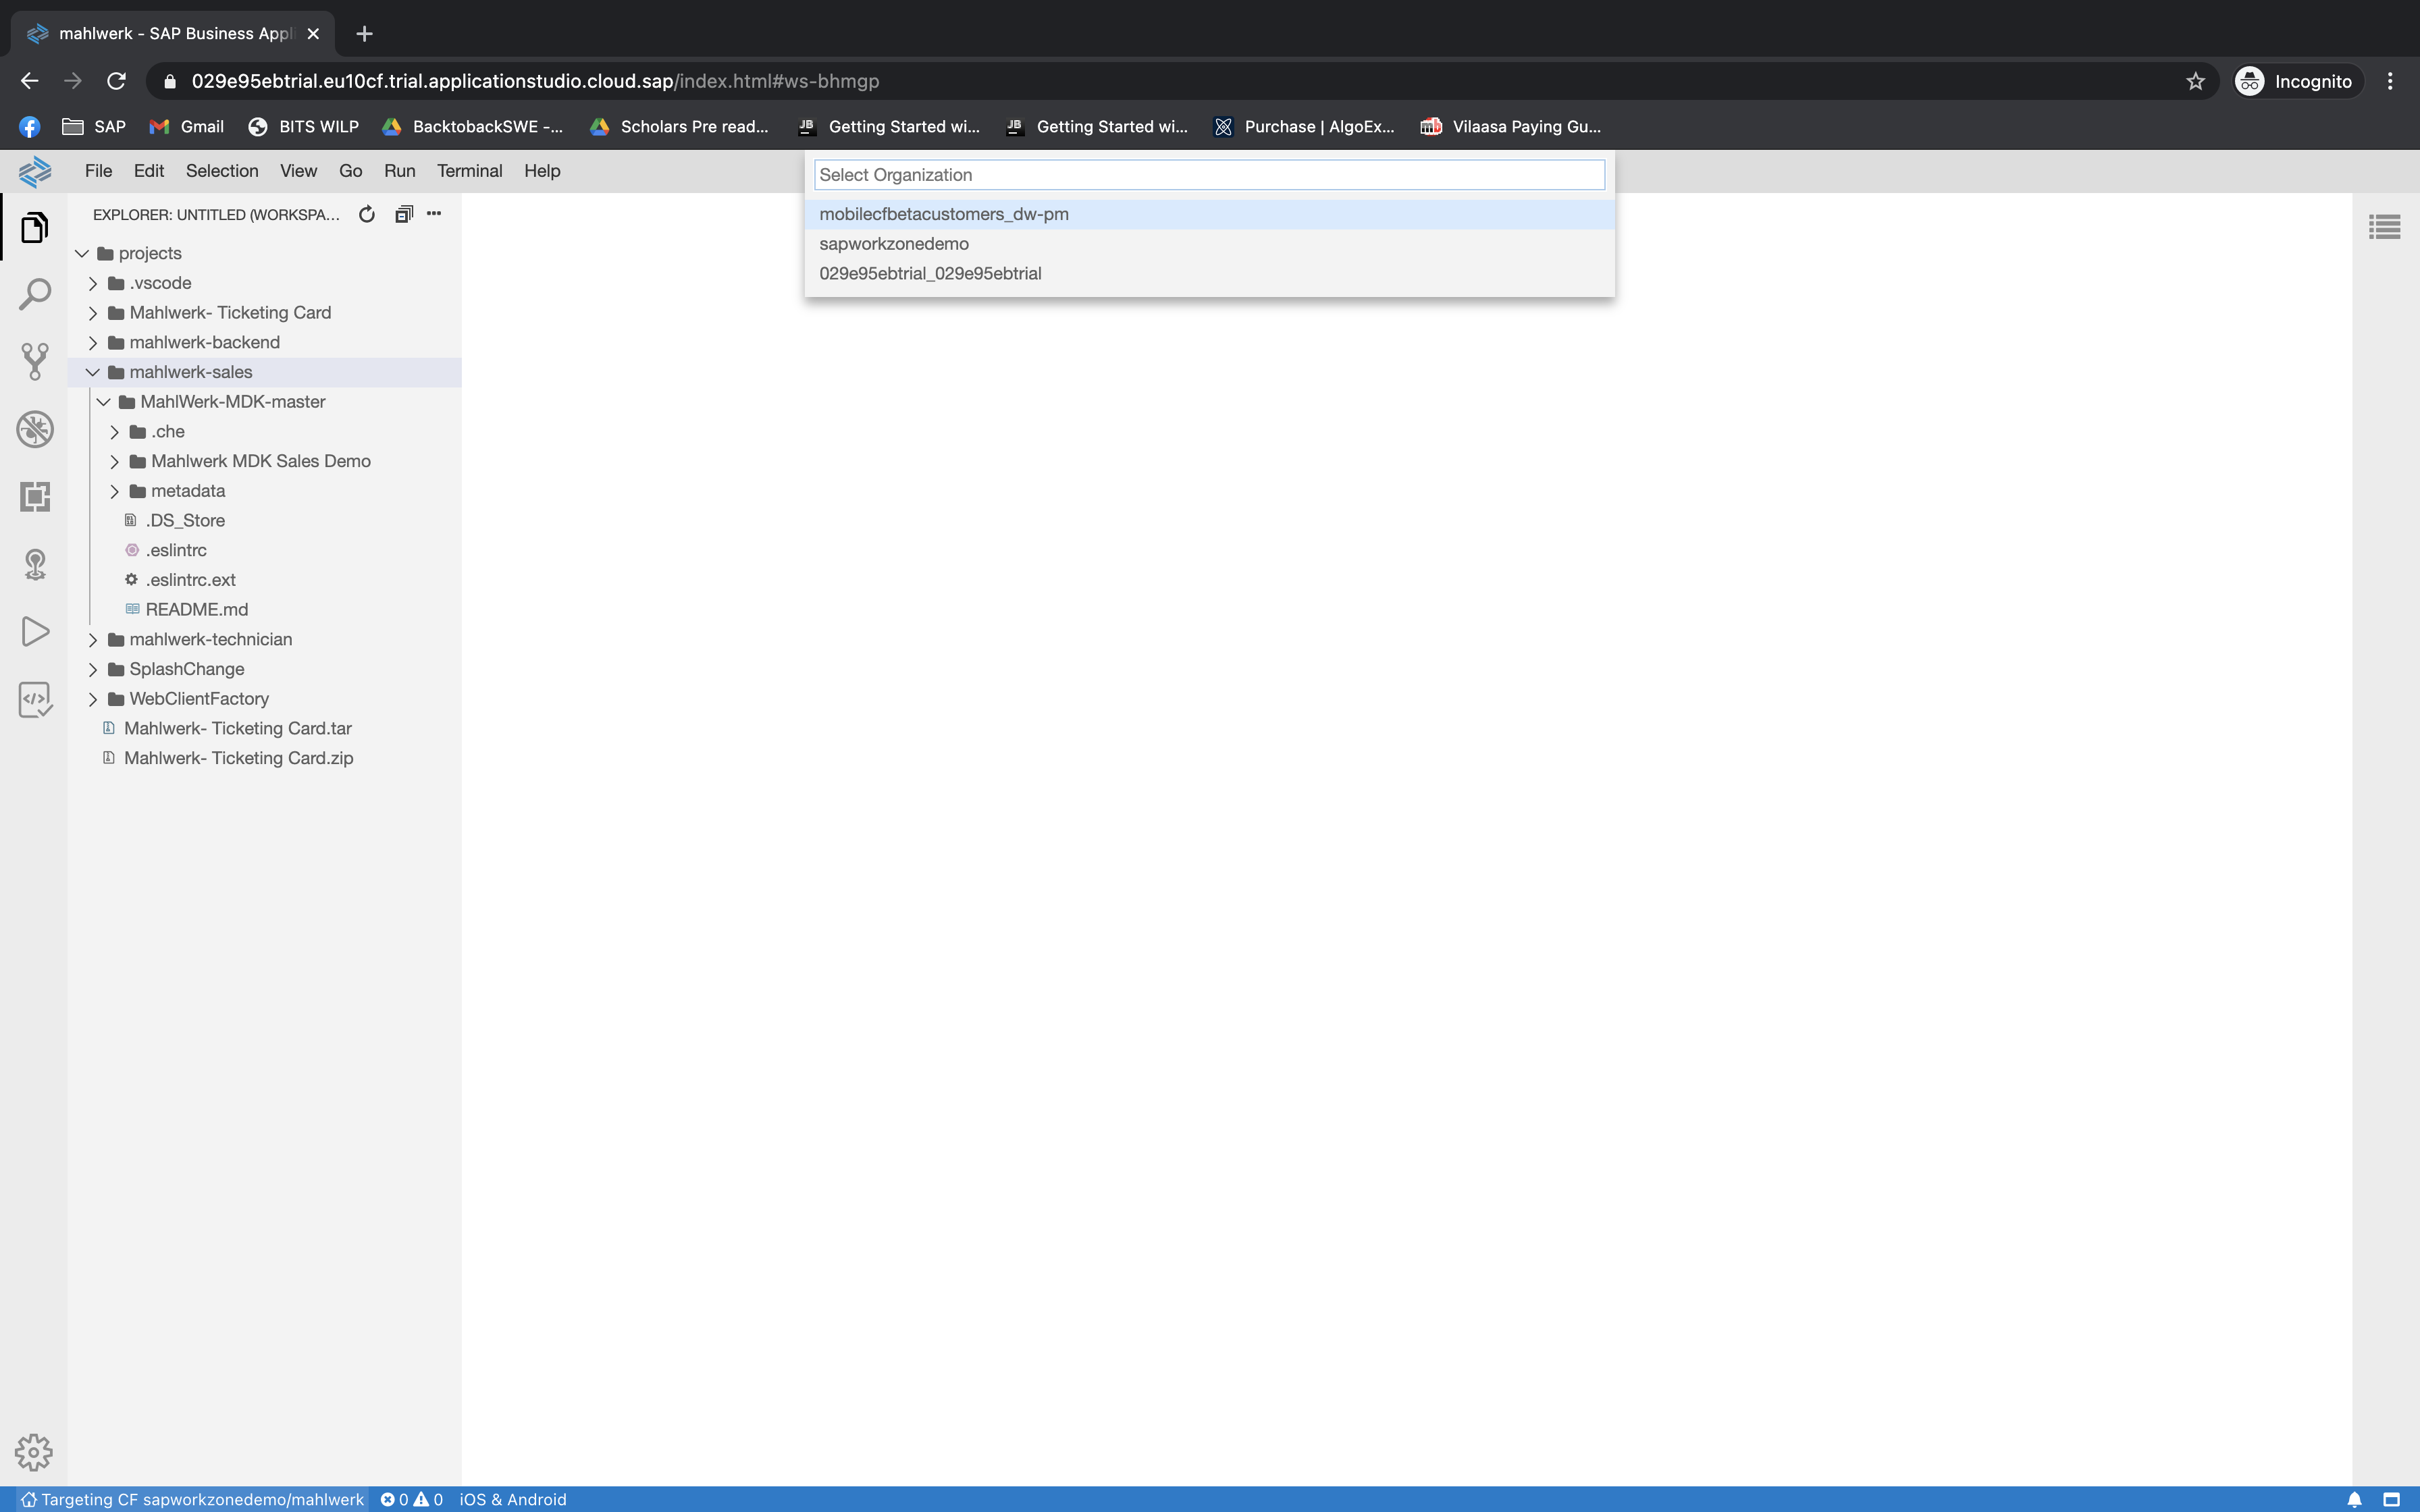 mahlwerk - SAP Business Appl
029e95ebtrial.eu10cf.trial.applicationstudio.cloud.sap/index.html#ws-bhmgp
Incognito
SAP
Gmail
BITS WILP
BacktobackSWE -...
Scholars Pre read...
JB Getting Started wi...
JB Getting Started wi...
Purchase | AlgoEx...
Vilaasa Paying Gu...
File Edit Selection View Go Run Terminal Help
Select Organization
mobilecfbetacustomers_dw-pm
sapworkzonedemo
029e95ebtrial_029e95ebtrial
EXPLORER: UNTITLED (WORKSPA...
projects
.vscode
Mahlwerk- Ticketing Card
mahlwerk-backend
mahlwerk-sales
MahlWerk-MDK-master
.che
Mahlwerk MDK Sales Demo
metadata
.DS_Store
.eslintrc
.eslintrc.ext
README.md
mahlwerk-technician
SplashChange
WebClientFactory
Mahlwerk- Ticketing Card.tar
Mahlwerk- Ticketing Card.zip
Targeting CF sapworkzonedemo/mahlwerk 0 0 iOS & Android